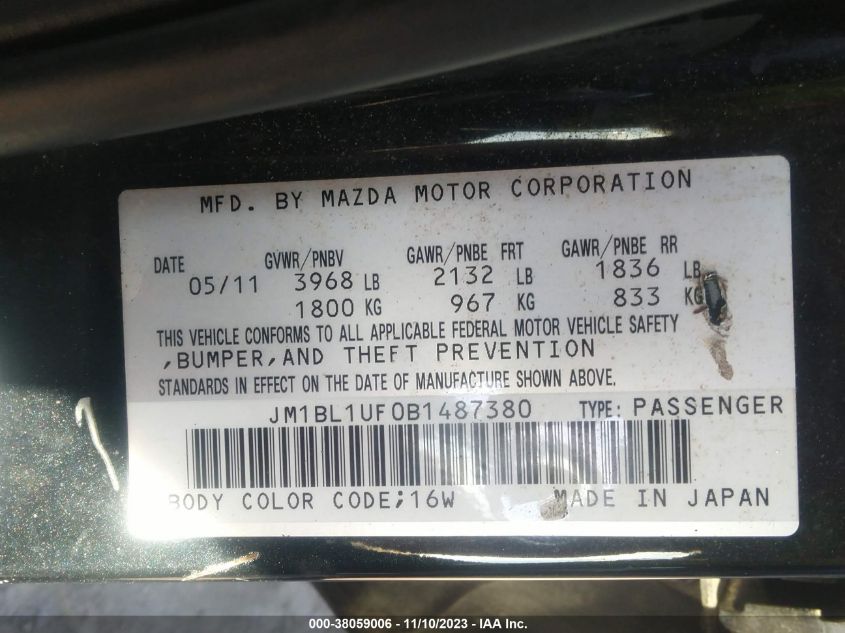 MFD. BY MAZDA MOTOR CORPORATION
DATE GVWR/PNBV GAWR/PNBE FRT GAWR/PNBE RR
05/11 3968 LB 2132 LB 1836 LB
1800 KG 967 KG 833 KG
THIS VEHICLE CONFORMS TO ALL APPLICABLE FEDERAL MOTOR VEHICLE SAFETY
,BUMPER,AND THEFT PREVENTION
STANDARDS IN EFFECT ON THE DATE OF MANUFACTURE SHOWN ABOVE.
JM1BL1UF0B1487380 TYPE: PASSENGER
BODY COLOR CODE;16W MADE IN JAPAN
000-38059006 - 11/10/2023 - IAA Inc.